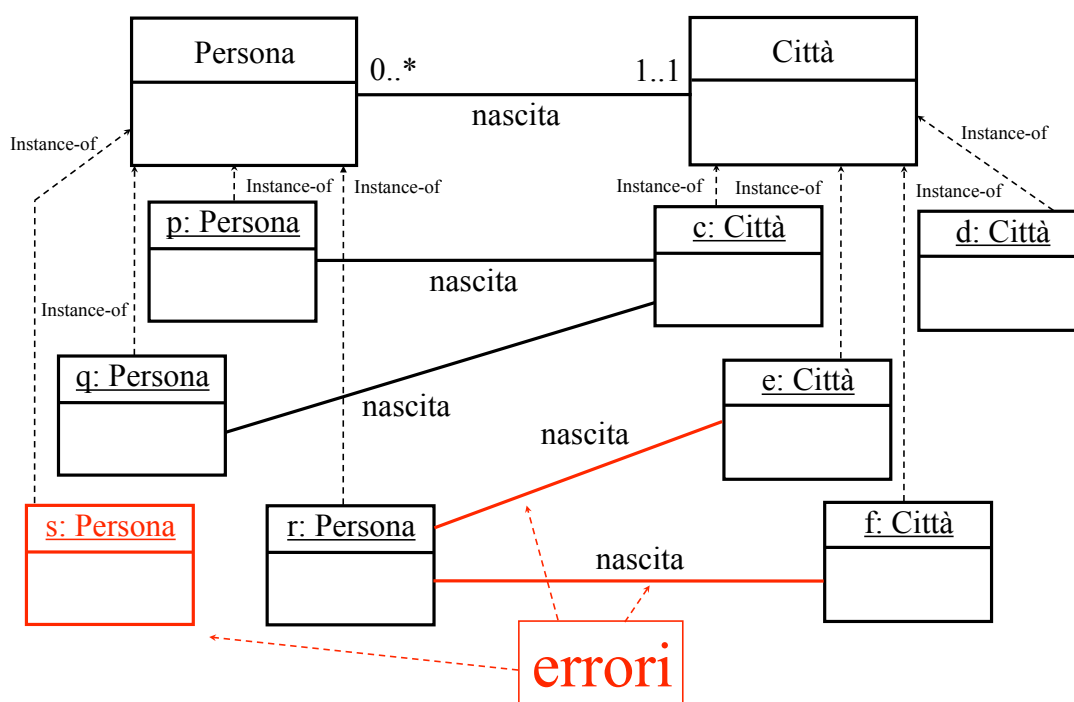 Persona
Città
0..*
1..1
nascita
Instance-of
Instance-of
Instance-of
Instance-of
Instance-of
Instance-of
Instance-of
Instance-of
p: Persona
c: Città
d: Città
nascita
q: Persona
e: Città
nascita
nascita
s: Persona
r: Persona
f: Città
nascita
errori